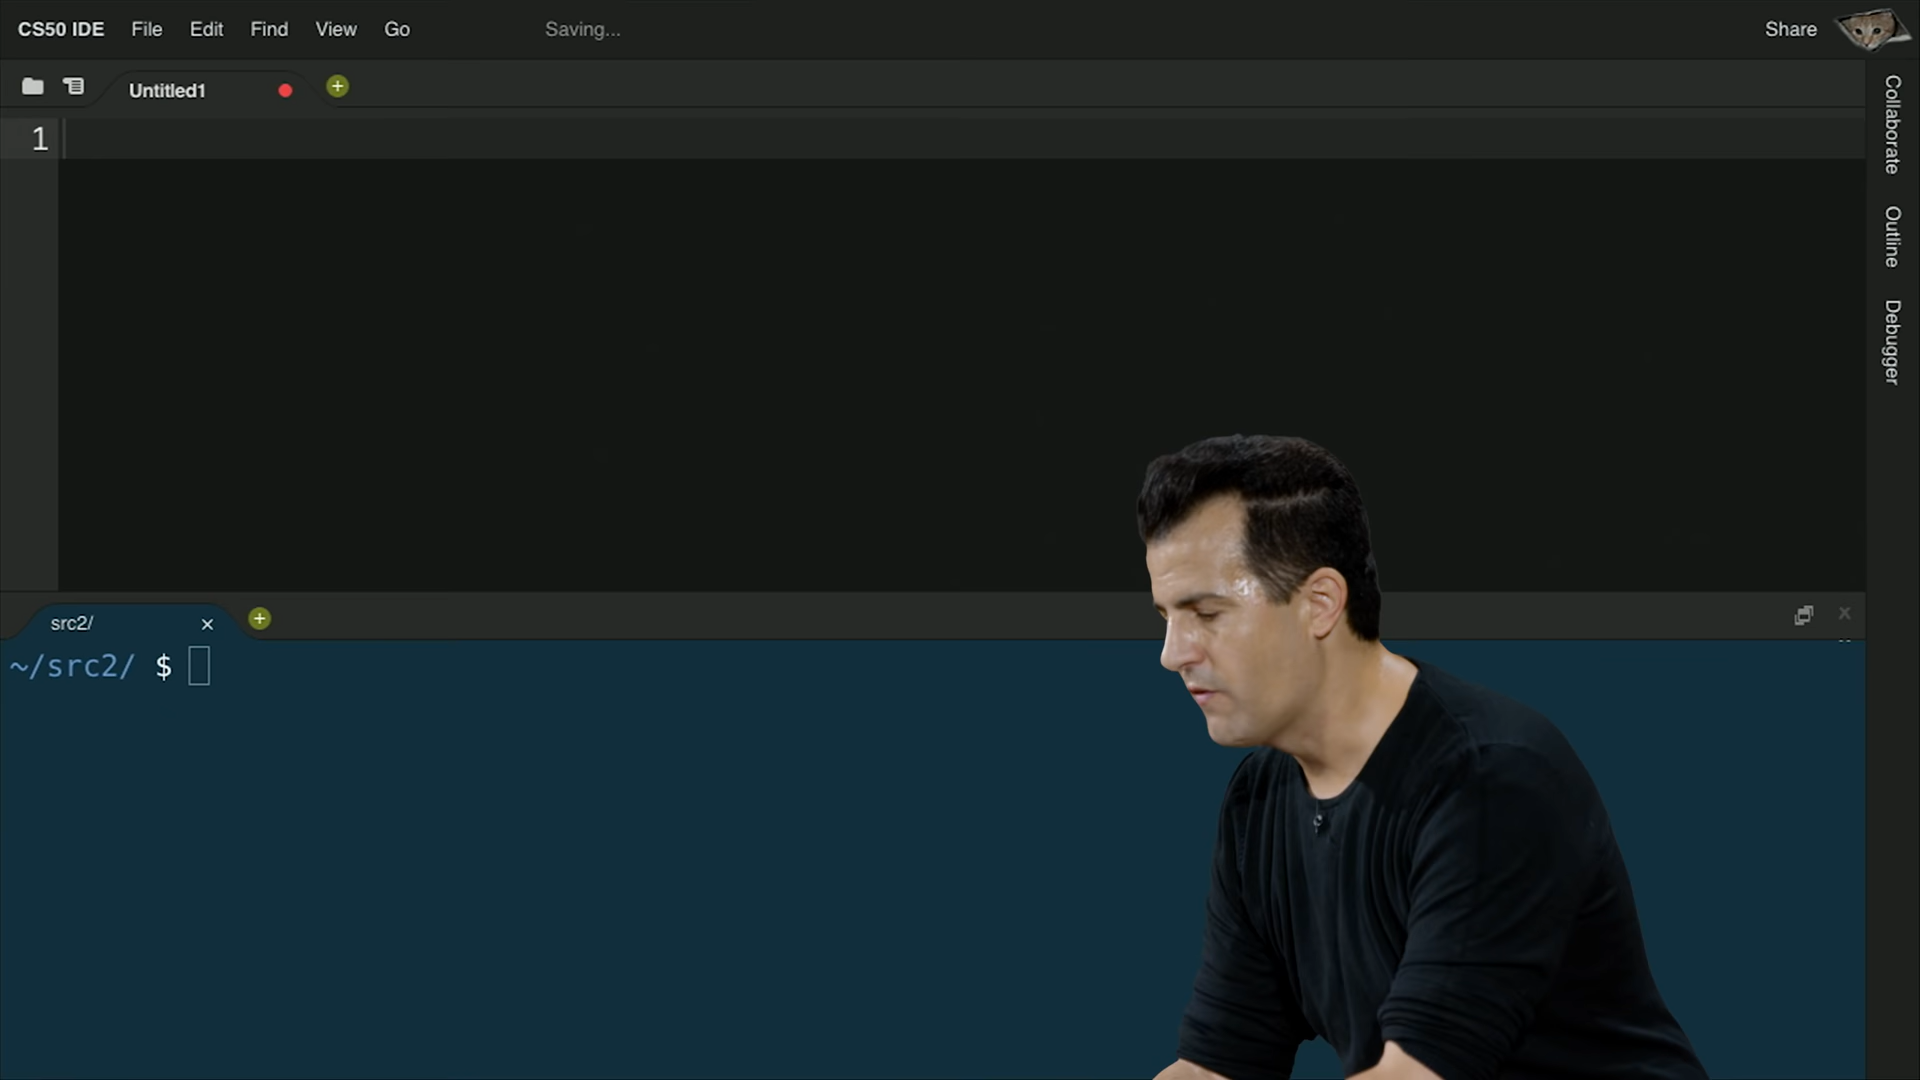 CS50 IDE File Edit Find View Go Saving... Share
Untitled1
1
Collaborate
Outline
Debugger
src2/
~/src2/ $